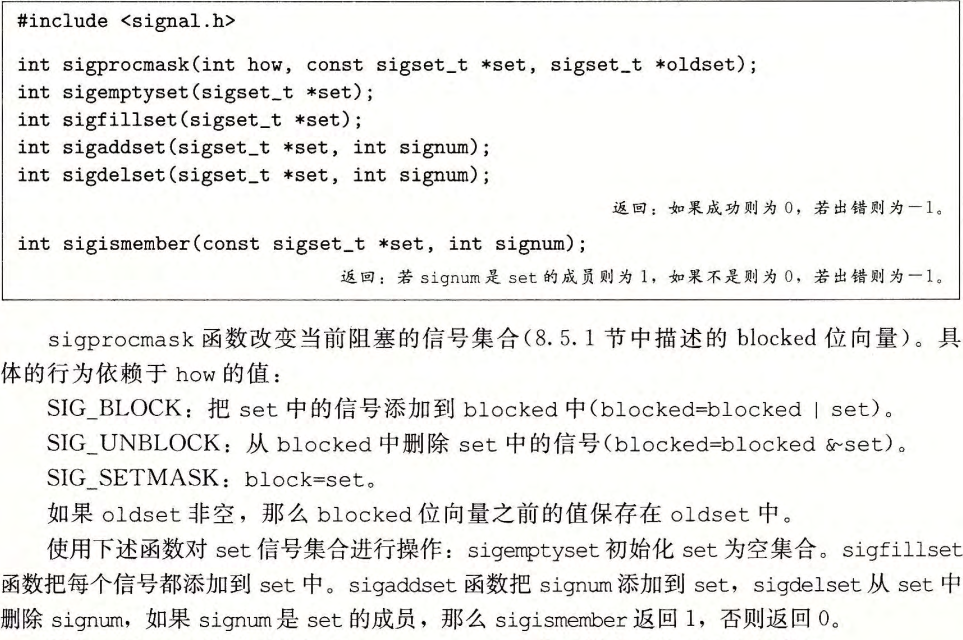 #include <signal.h>
int sigprocmask(int how, const sigset_t *set, sigset_t *oldset);
int sigemptyset(sigset_t *set);
int sigfillset(sigset_t *set);
int sigaddset(sigset_t *set, int signum);
int sigdelset(sigset_t *set, int signum);
返回：如果成功则为 0，若出错则为－1。
int sigismember(const sigset_t *set, int signum);
返回：若 signum 是 set 的成员则为 1，如果不是则为 0，若出错则为－1。
sigprocmask 函数改变当前阻塞的信号集合(8.5.1 节中描述的 blocked 位向量)。具
体的行为依赖于 how 的值：
SIG_BLOCK：把 set 中的信号添加到 blocked 中(blocked=blocked | set)。
SIG_UNBLOCK：从 blocked 中删除 set 中的信号(blocked=blocked &~set)。
SIG_SETMASK：block=set。
如果 oldset 非空，那么 blocked 位向量之前的值保存在 oldset 中。
使用下述函数对 set 信号集合进行操作：sigemptyset 初始化 set 为空集合。sigfillset
函数把每个信号都添加到 set 中。sigaddset 函数把 signum 添加到 set，sigdelset 从 set 中
删除 signum，如果 signum 是 set 的成员，那么 sigismember 返回 1，否则返回 0。